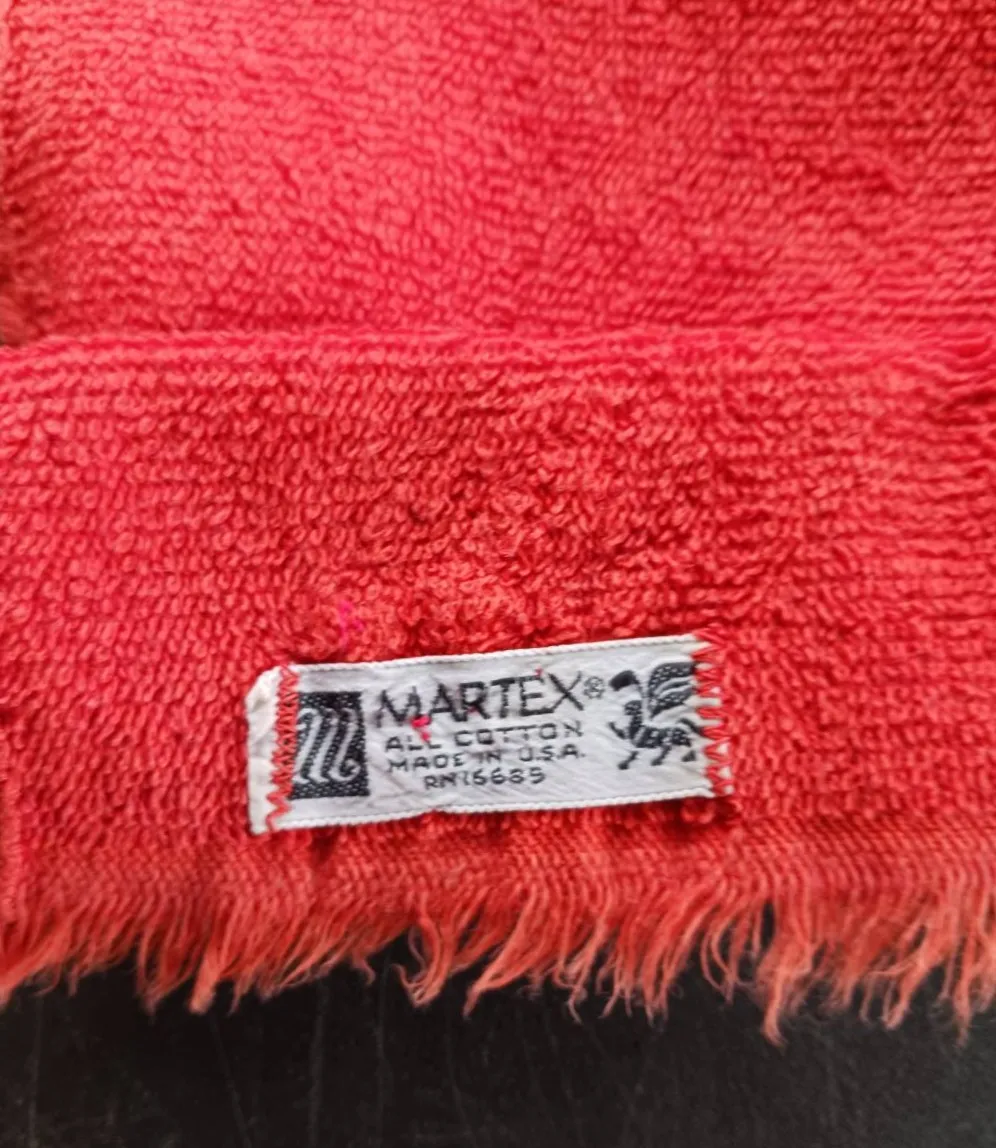 MARTEX®
ALL COTTON
MADE IN U.S.A.
RN16685